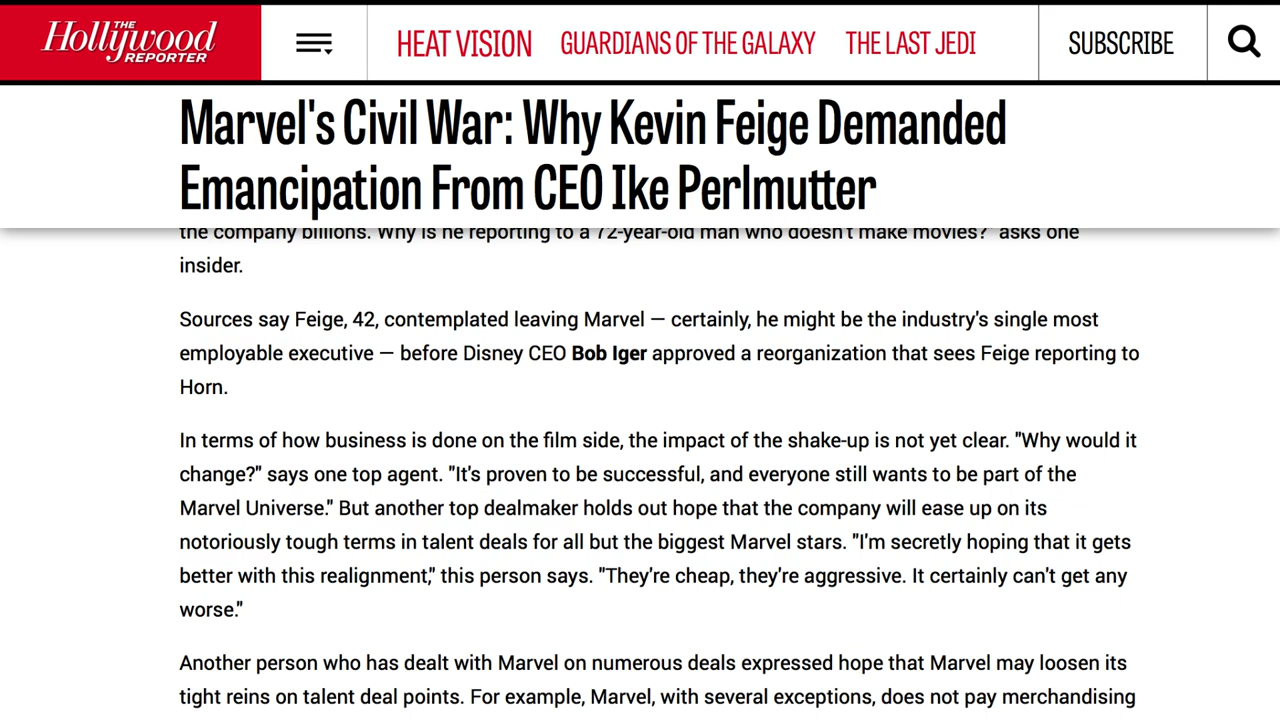 THE
Hollywood
REPORTER
HEAT VISION
GUARDIANS OF THE GALAXY
THE LAST JEDI
SUBSCRIBE
Marvel's Civil War: Why Kevin Feige Demanded
Emancipation From CEO Ike Perlmutter
the company billions. Why is he reporting to a 72-year-old man who doesn't make movies?" asks one
insider.
Sources say Feige, 42, contemplated leaving Marvel — certainly, he might be the industry's single most
employable executive — before Disney CEO Bob Iger approved a reorganization that sees Feige reporting to
Horn.
In terms of how business is done on the film side, the impact of the shake-up is not yet clear. "Why would it
change?" says one top agent. "It's proven to be successful, and everyone still wants to be part of the
Marvel Universe." But another top dealmaker holds out hope that the company will ease up on its
notoriously tough terms in talent deals for all but the biggest Marvel stars. "I'm secretly hoping that it gets
better with this realignment," this person says. "They're cheap, they're aggressive. It certainly can't get any
worse."
Another person who has dealt with Marvel on numerous deals expressed hope that Marvel may loosen its
tight reins on talent deal points. For example, Marvel, with several exceptions, does not pay merchandising